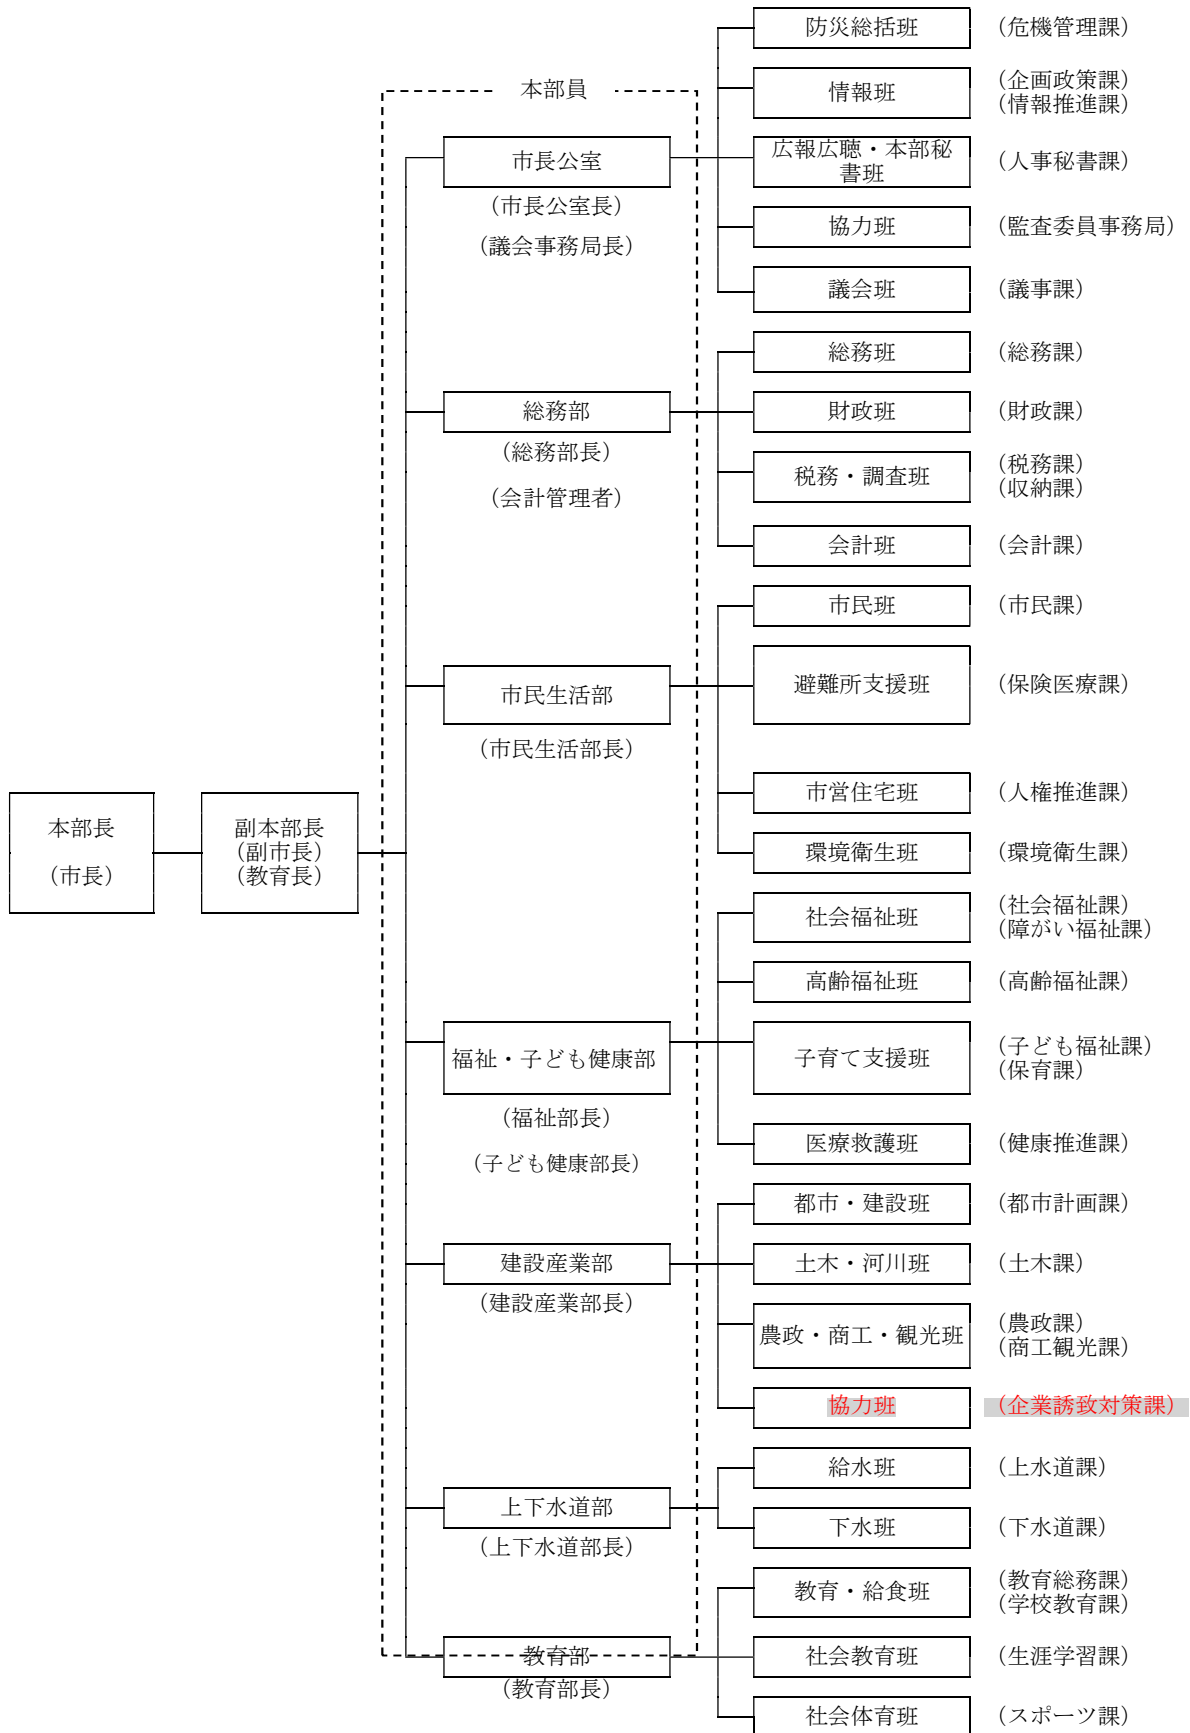 防災総括班
（危機管理課）
情報班
（企画政策課）
（情報推進課）
本部員
市長公室
（市長公室長）
（議会事務局長）
広報広聴・本部秘
書班
（人事秘書課）
協力班
（監査委員事務局）
議会班
（議事課）
総務部
（総務部長）
（会計管理者）
総務班
（総務課）
財政班
（財政課）
税務・調査班
（税務課）
（収納課）
会計班
（会計課）
市民生活部
（市民生活部長）
市民班
（市民課）
避難所支援班
（保険医療課）
市営住宅班
（人権推進課）
環境衛生班
（環境衛生課）
本部長
（市長）
副本部長
（副市長）
（教育長）
福祉・子ども健康部
（福祉部長）
（子ども健康部長）
社会福祉班
（社会福祉課）
（障がい福祉課）
高齢福祉班
（高齢福祉課）
子育て支援班
（子ども福祉課）
（保育課）
医療救護班
（健康推進課）
建設産業部
（建設産業部長）
都市・建設班
（都市計画課）
土木・河川班
（土木課）
農政・商工・観光班
（農政課）
（商工観光課）
協力班
（企業誘致対策課）
上下水道部
（上下水道部長）
給水班
（上水道課）
下水班
（下水道課）
教育部
（教育部長）
教育・給食班
（教育総務課）
（学校教育課）
社会教育班
（生涯学習課）
社会体育班
（スポーツ課）